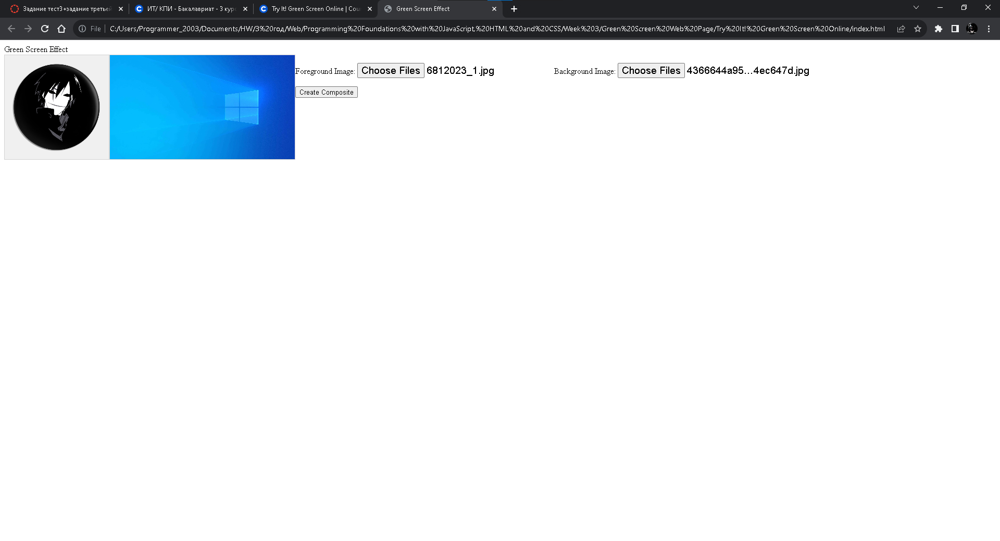 Задание тест3+задание третьей
ИТ/ КПИ - Бакалавриат - 3 курс
Try It! Green Screen Online | Cou
Green Screen Effect
File
C:/Users/Programmer_2003/Documents/HW/3%20год/Web/Programming%20Foundations%20with%20JavaScript,%20HTML%20and%20CSS/Week%203/Green%20Screen%20Web%20Page/Try%20It!%20Green%20Screen%20Online/index.html
Green Screen Effect
Foreground Image: Choose Files 6812023_1.jpg Background Image: Choose Files 4366644a95...4ec647d.jpg
Create Composite